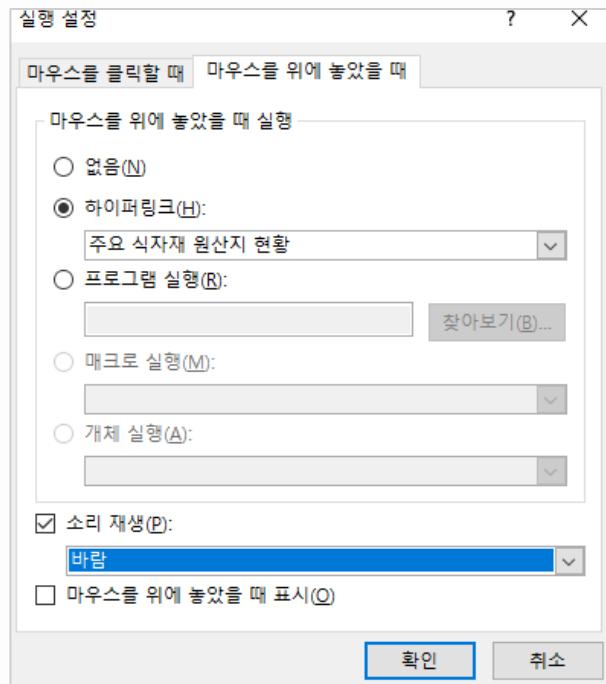 실행 설정
마우스를 클릭할 때 마우스를 위에 놓았을 때
마우스를 위에 놓았을 때 실행
없음(N)
하이퍼링크(H):
주요 식자재 원산지 현황
프로그램 실행(R):
찾아보기(B)...
매크로 실행(M):
개체 실행(A):
소리 재생(P):
바람
마우스를 위에 놓았을 때 표시(O)
확인 취소